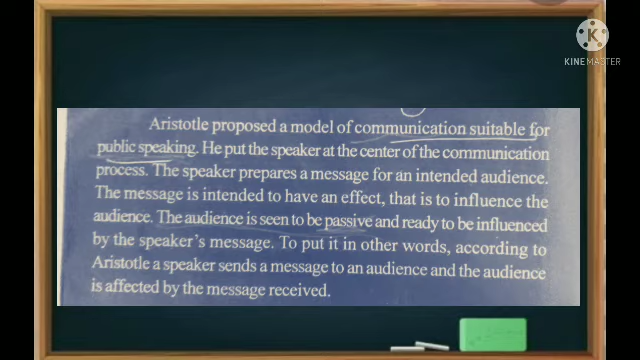 K
KINEMASTER
Aristotle proposed a model of communication suitable for
public speaking. He put the speaker at the center of the communication
process. The speaker prepares a message for an intended audience.
The message is intended to have an effect, that is to influence the
audience. The audience is seen to be passive and ready to be influenced
by the speaker's message. To put it in other words, according to
Aristotle a speaker sends a message to an audience and the audience
is affected by the message received.